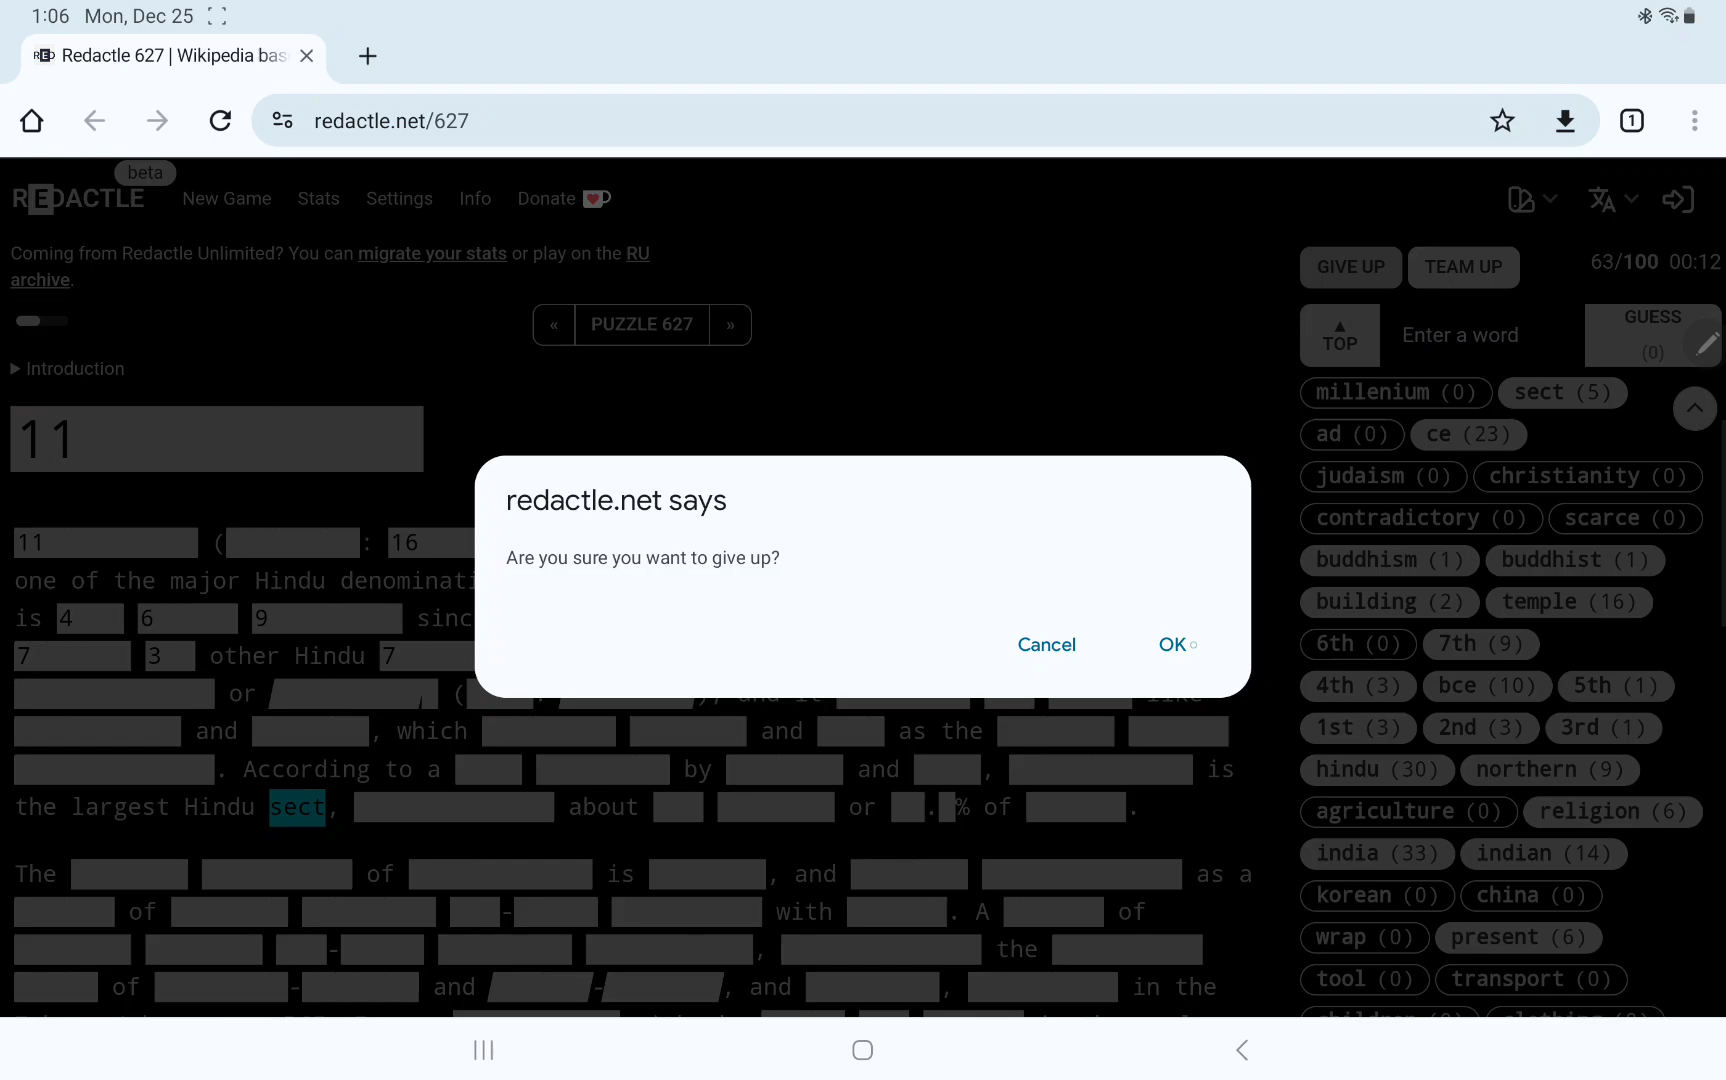 1:06 Mon, Dec 25
RED Redactle 627 | Wikipedia bas
redactle.net/627
1
REDACTLE beta
New Game Stats Settings Info Donate
Coming from Redactle Unlimited? You can migrate your stats or play on the RU
archive.
GIVE UP TEAM UP 63/100 00:12
« PUZZLE 627 »
▲ TOP Enter a word GUESS (0)
▶ Introduction
11
11 ( : 16
one of the major Hindu denominati
is 4 6 9 sinc
7 3 other Hindu 7
or ( , ), and it like
and , which and as the
. According to a by and , is
the largest Hindu sect, about or . % of .
The of is , and as a
of - with . A of
- , the
of - and - , and , in the
redactle.net says
Are you sure you want to give up?
Cancel OK
millenium (0) sect (5)
ad (0) ce (23)
judaism (0) christianity (0)
contradictory (0) scarce (0)
buddhism (1) buddhist (1)
building (2) temple (16)
6th (0) 7th (9)
4th (3) bce (10) 5th (1)
1st (3) 2nd (3) 3rd (1)
hindu (30) northern (9)
agriculture (0) religion (6)
india (33) indian (14)
korean (0) china (0)
wrap (0) present (6)
tool (0) transport (0)